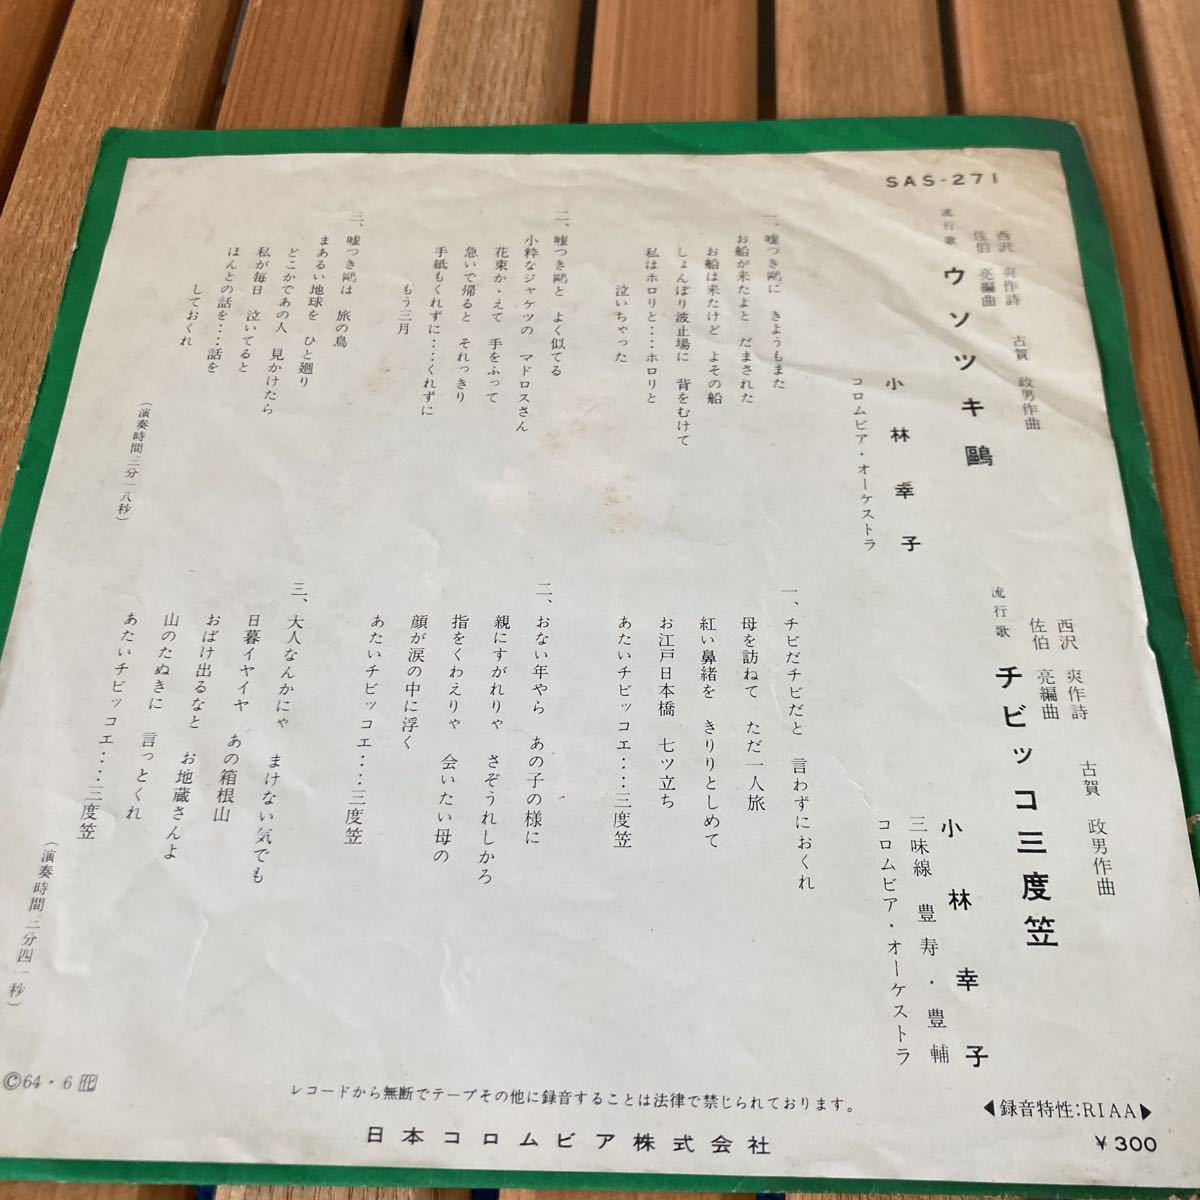 SAS-271
西沢 爽作詩
佐伯 亮編曲
古賀 政男作曲
流行歌 ウソツキ鷗
小林幸子
コロムビア・オーケストラ
一、嘘つき鷗に きようもまた
お船が来たよと だまされた
お船は来たけど よその船
しょんぼり波止場に 背をむけて
私はホロリと‥‥ホロリと
泣いちゃった
二、嘘つき鷗と よく似てる
小粋なジャケツの マドロスさん
花束かゝえて 手をふって
急いで帰ると それっきり
手紙もくれずに‥‥くれずに
もう三月
三、嘘つき鷗は 旅の鳥
まあるい地球を ひと廻り
どこかであの人 見かけたら
私が毎日 泣いてると
ほんとの話を‥‥話を
しておくれ
(演奏時間三分一八秒)
西沢 爽作詩
佐伯 亮編曲
古賀 政男作曲
流行歌 チビッコ三度笠
小林幸子
三味線 豊寿・豊輔
コロムビア・オーケストラ
一、チビだチビだと 言わずにおくれ
母を訪ねて ただ一人旅
紅い鼻緒を きりりとしめて
お江戸日本橋 七ツ立ち
あたいチビッコエ‥‥三度笠
二、おない年やら あの子の様に
親にすがれりゃ さぞうれしかろ
指をくわえりゃ 会いたい母の
顔が涙の中に浮く
あたいチビッコエ‥‥三度笠
三、大人なんかにゃ まけない気でも
日暮イヤイヤ あの箱根山
おばけ出るなと お地蔵さんよ
山のたぬきに 言っとくれ
あたいチビッコエ‥‥三度笠
(演奏時間三分四一秒)
Ⓒ64・6
レコードから無断でテープその他に録音することは法律で禁じられております。
◀録音特性:RIAA▶
日本コロムビア株式会社
¥300